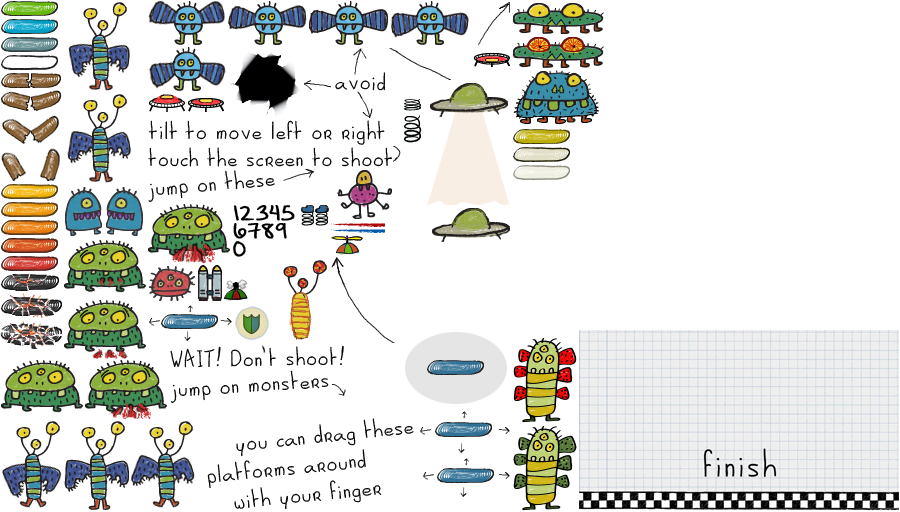 avoid
tilt to move left or right
touch the screen to shoot
jump on these
12345
6789
0
WAIT! Don't shoot!
jump on monsters
you can drag these
platforms around
with your finger
finish